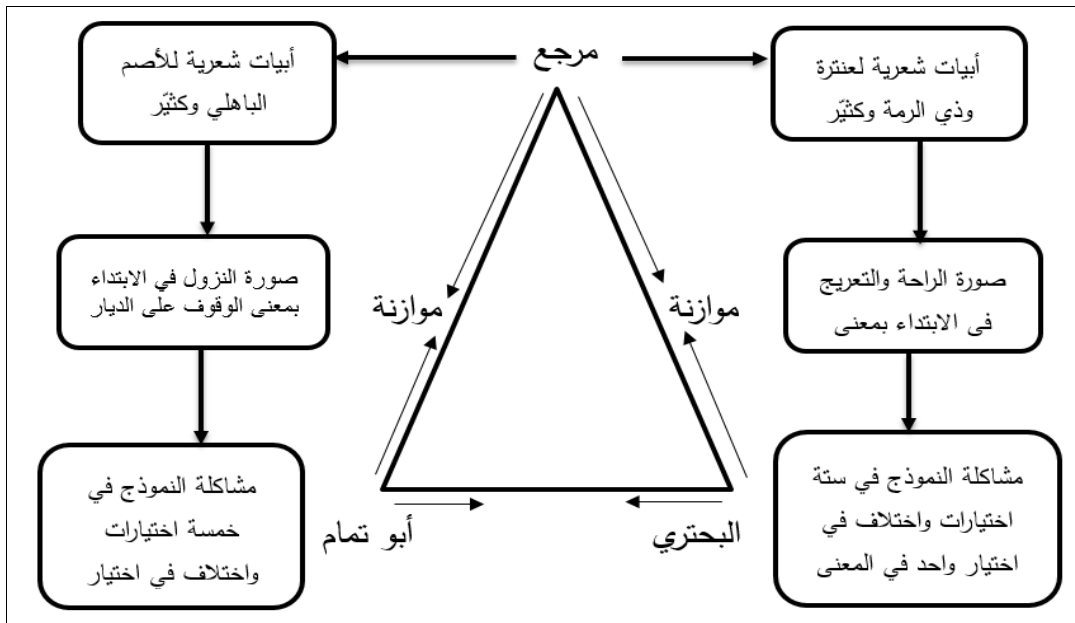 مرجع
أبيات شعرية لعنترة
وذي الرمة وكثيّر
صورة الراحة والتعريج
في الابتداء بمعنى
مشاكلة النموذج في ستة
اختيارات واختلاف في
اختيار واحد في المعنى
أبيات شعرية للأصم
الباهلي وكثيّر
صورة النزول في الابتداء
بمعنى الوقوف على الديار
مشاكلة النموذج في
خمسة اختيارات
واختلاف في اختيار
موازنة
موازنة
البحتري
أبو تمام